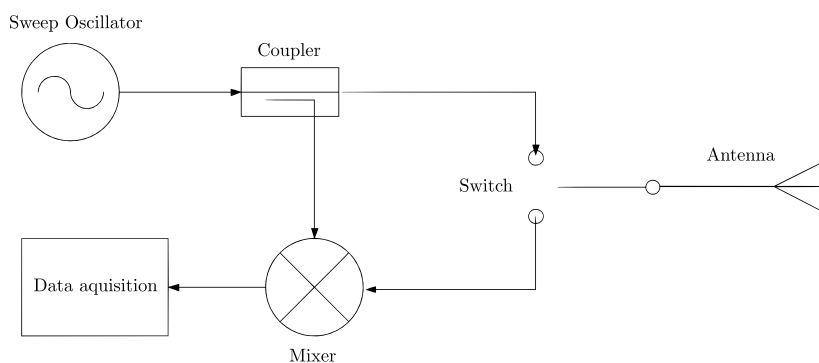 Sweep Oscillator
Coupler
Antenna
Switch
Data aquisition
Mixer